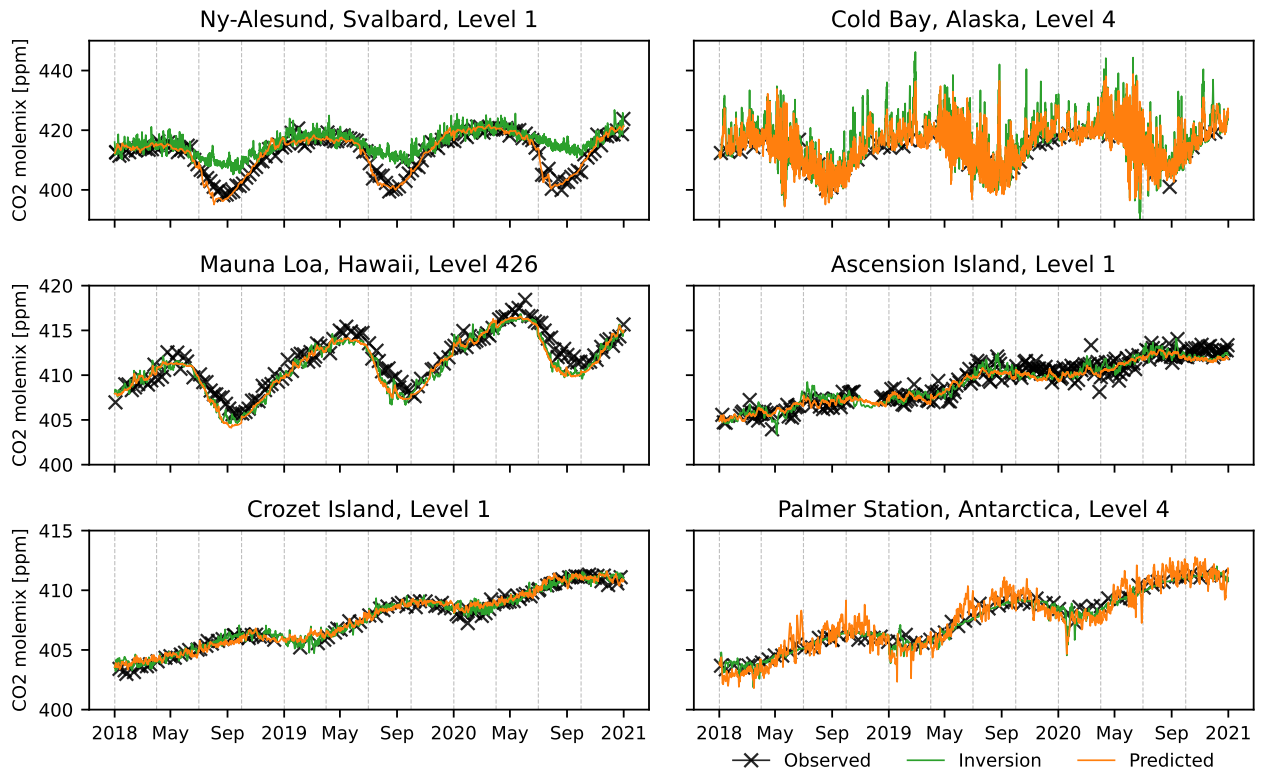 Ny-Alesund, Svalbard, Level 1
Cold Bay, Alaska, Level 4
CO2 molemix [ppm]
440
420
400
Mauna Loa, Hawaii, Level 426
Ascension Island, Level 1
CO2 molemix [ppm]
420
415
410
405
400
Crozet Island, Level 1
Palmer Station, Antarctica, Level 4
CO2 molemix [ppm]
415
410
405
400
2018 May Sep 2019 May Sep 2020 May Sep 2021
2018 May Sep 2019 May Sep 2020 May Sep 2021
Observed Inversion Predicted